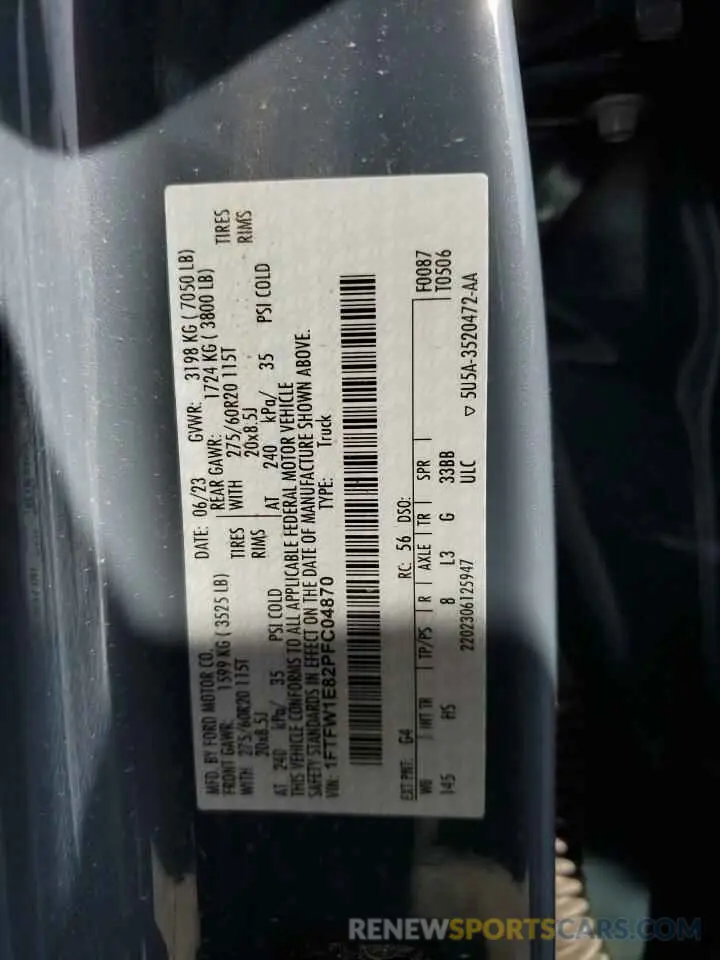 MFD. BY FORD MOTOR CO.
DATE: 06/23 GVWR: 3198 KG ( 7050 LB)
FRONT GAWR: 1599 KG ( 3525 LB) REAR GAWR: 1724 KG ( 3800 LB)
WITH 275/60R20 115T TIRES WITH 275/60R20 115T TIRES
20x8.5J RIMS 20x8.5J RIMS
AT 240 kPa/ 35 PSI COLD AT 240 kPa/ 35 PSI COLD
THIS VEHICLE CONFORMS TO ALL APPLICABLE FEDERAL MOTOR VEHICLE
SAFETY STANDARDS IN EFFECT ON THE DATE OF MANUFACTURE SHOWN ABOVE.
VIN: 1FTFW1E82PFC04870 TYPE: Truck
EXT PNT: G4 RC: 56 DSO: F0087
WB INT TR TP/PS R AXLE TR SPR T0506
145 HS 8 L3 G 33BB
2202306125947 ULC ▽ 5U5A-3520472-AA
RENEWSPORTSCARS.COM